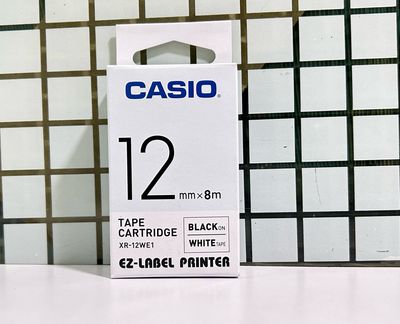 CASIO
12 mm×8m
TAPE CARTRIDGE
XR-12WE1
BLACK ON
WHITE TAPE
EZ-LABEL PRINTER